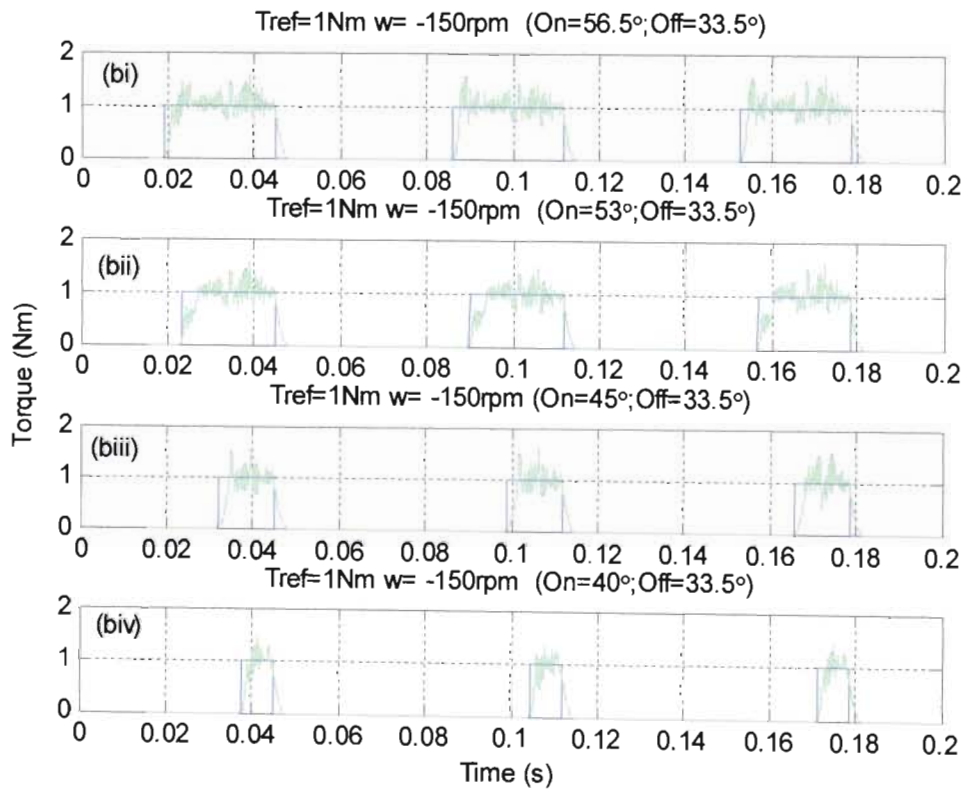 Tref=1Nm w= -150rpm (On=56.5°;Off=33.5°)
2
(bi)
1
0
0 0.02 0.04 0.06 0.08 0.1 0.12 0.14 0.16 0.18 0.2
Tref=1Nm w= -150rpm (On=53°;Off=33.5°)
2
(bii)
1
0
0 0.02 0.04 0.06 0.08 0.1 0.12 0.14 0.16 0.18 0.2
Tref=1Nm w= -150rpm (On=45°;Off=33.5°)
2
(biii)
1
0
0 0.02 0.04 0.06 0.08 0.1 0.12 0.14 0.16 0.18 0.2
Tref=1Nm w= -150rpm (On=40°;Off=33.5°)
2
(biv)
1
0
0 0.02 0.04 0.06 0.08 0.1 0.12 0.14 0.16 0.18 0.2
Torque (Nm)
Time (s)